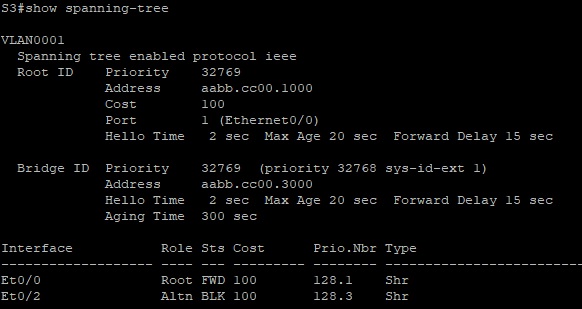 S3#show spanning-tree

VLAN0001
  Spanning tree enabled protocol ieee
  Root ID    Priority    32769
             Address     aabb.cc00.1000
             Cost        100
             Port        1 (Ethernet0/0)
             Hello Time   2 sec  Max Age 20 sec  Forward Delay 15 sec

  Bridge ID  Priority    32769  (priority 32768 sys-id-ext 1)
             Address     aabb.cc00.3000
             Hello Time   2 sec  Max Age 20 sec  Forward Delay 15 sec
             Aging Time  300 sec

Interface           Role Sts Cost      Prio.Nbr Type
------------------- ---- --- --------- -------- --------------------------------
Et0/0               Root FWD 100       128.1    Shr
Et0/2               Altn BLK 100       128.3    Shr